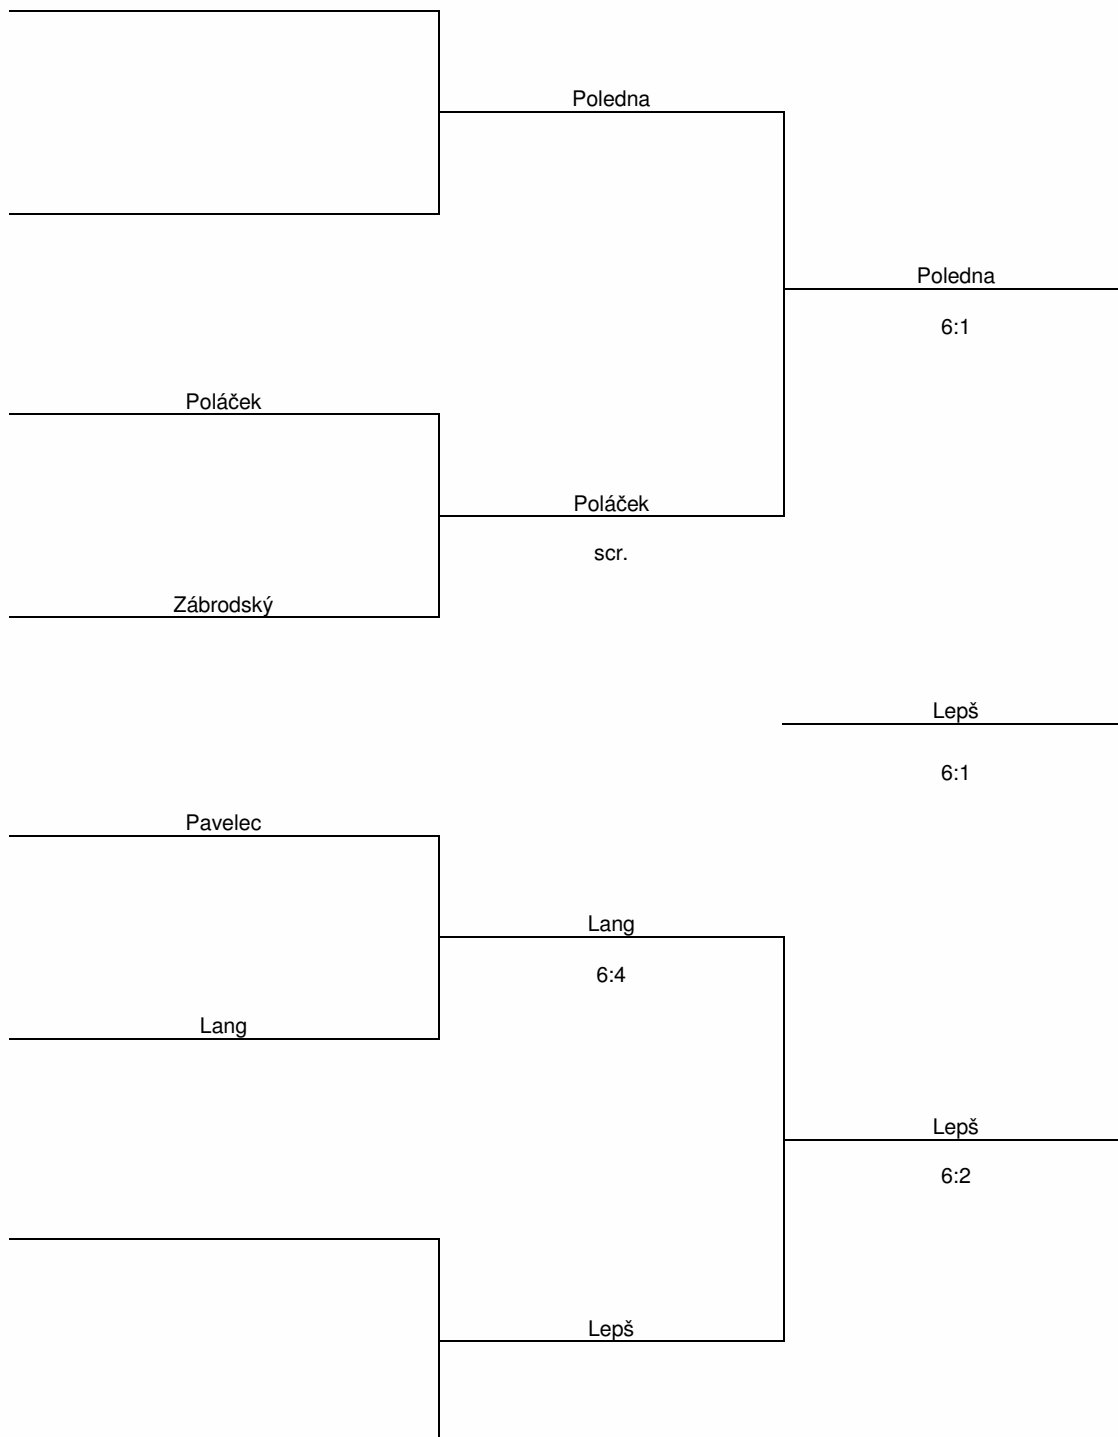 Poledna
Poledna
6:1
Poláček
Poláček
scr.
Zábrodský
Lepš
6:1
Pavelec
Lang
6:4
Lang
Lepš
6:2
Lepš